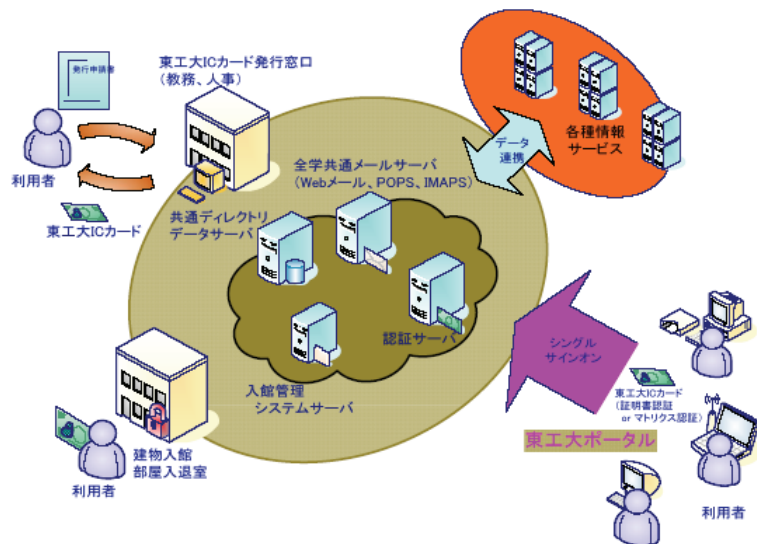 発行申請書
東工大ICカード発行窓口
(教務、人事)
利用者
東工大ICカード
全学共通メールサーバ
(Webメール、POPS、IMAPS)
共通ディレクトリ
データサーバ
データ
連携
各種情報
サービス
認証サーバ
入館管理
システムサーバ
シングル
サインオン
東工大ICカード
(証明書認証
or マトリクス認証)
東工大ポータル
建物入館
部屋入退室
利用者
利用者